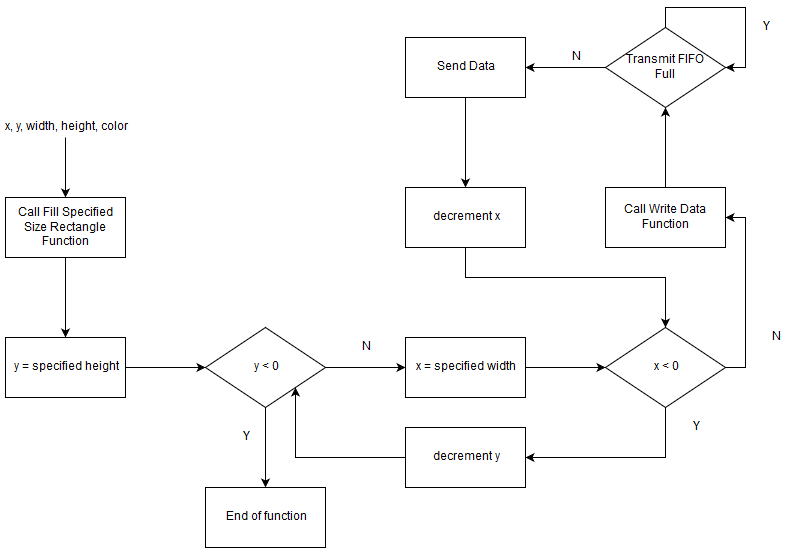 Y
Transmit FIFO
Full
N
Send Data
x, y, width, height, color
Call Fill Specified
Size Rectangle
Function
decrement x
Call Write Data
Function
y = specified height
y < 0
N
x = specified width
x < 0
N
Y
decrement y
Y
End of function